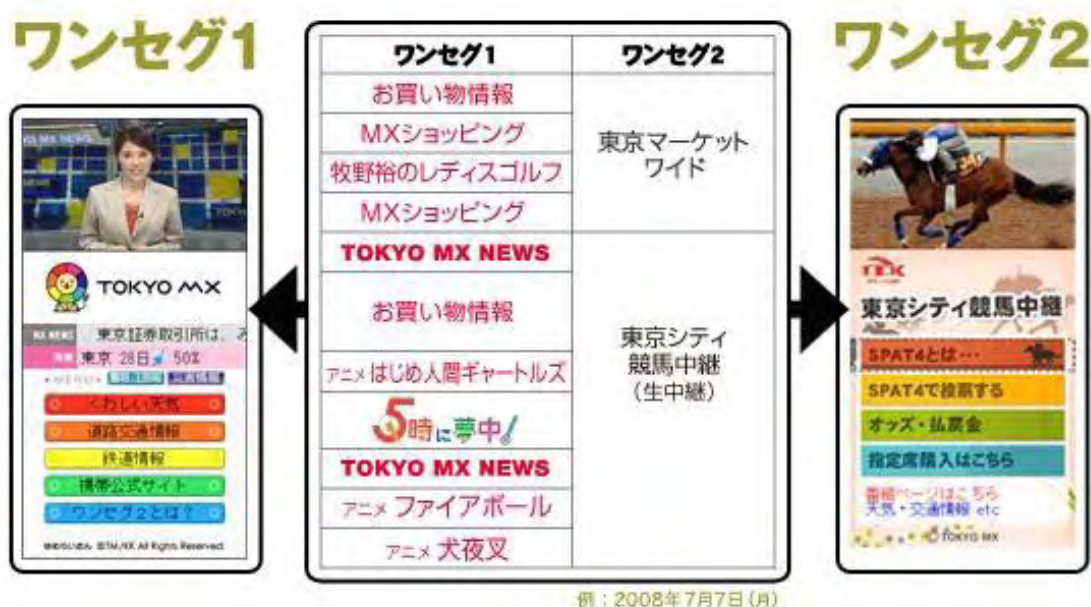 ワンセグ1
ワンセグ2
TOKYO MX
MX NEWS 東京証券取引所は、み
東京 28日 50%
くわしい天気
道路交通情報
鉄道情報
携帯公式サイト
ワンセグ2とは?
All Rights Reserved.
ワンセグ1 ワンセグ2
お買い物情報
MXショッピング
牧野裕のレディスゴルフ
MXショッピング
東京マーケット
ワイド
TOKYO MX NEWS
お買い物情報
アニメ はじめ人間ギャートルズ
5時に夢中!
TOKYO MX NEWS
アニメ ファイアボール
アニメ 犬夜叉
東京シティ
競馬中継
(生中継)
TCK
東京シティ競馬中継
SPAT4とは…
SPAT4で投票する
オッズ・払戻金
指定席購入はこちら
番組ページはこちら
天気・交通情報 etc
TOKYO MX
例:2008年7月7日(月)